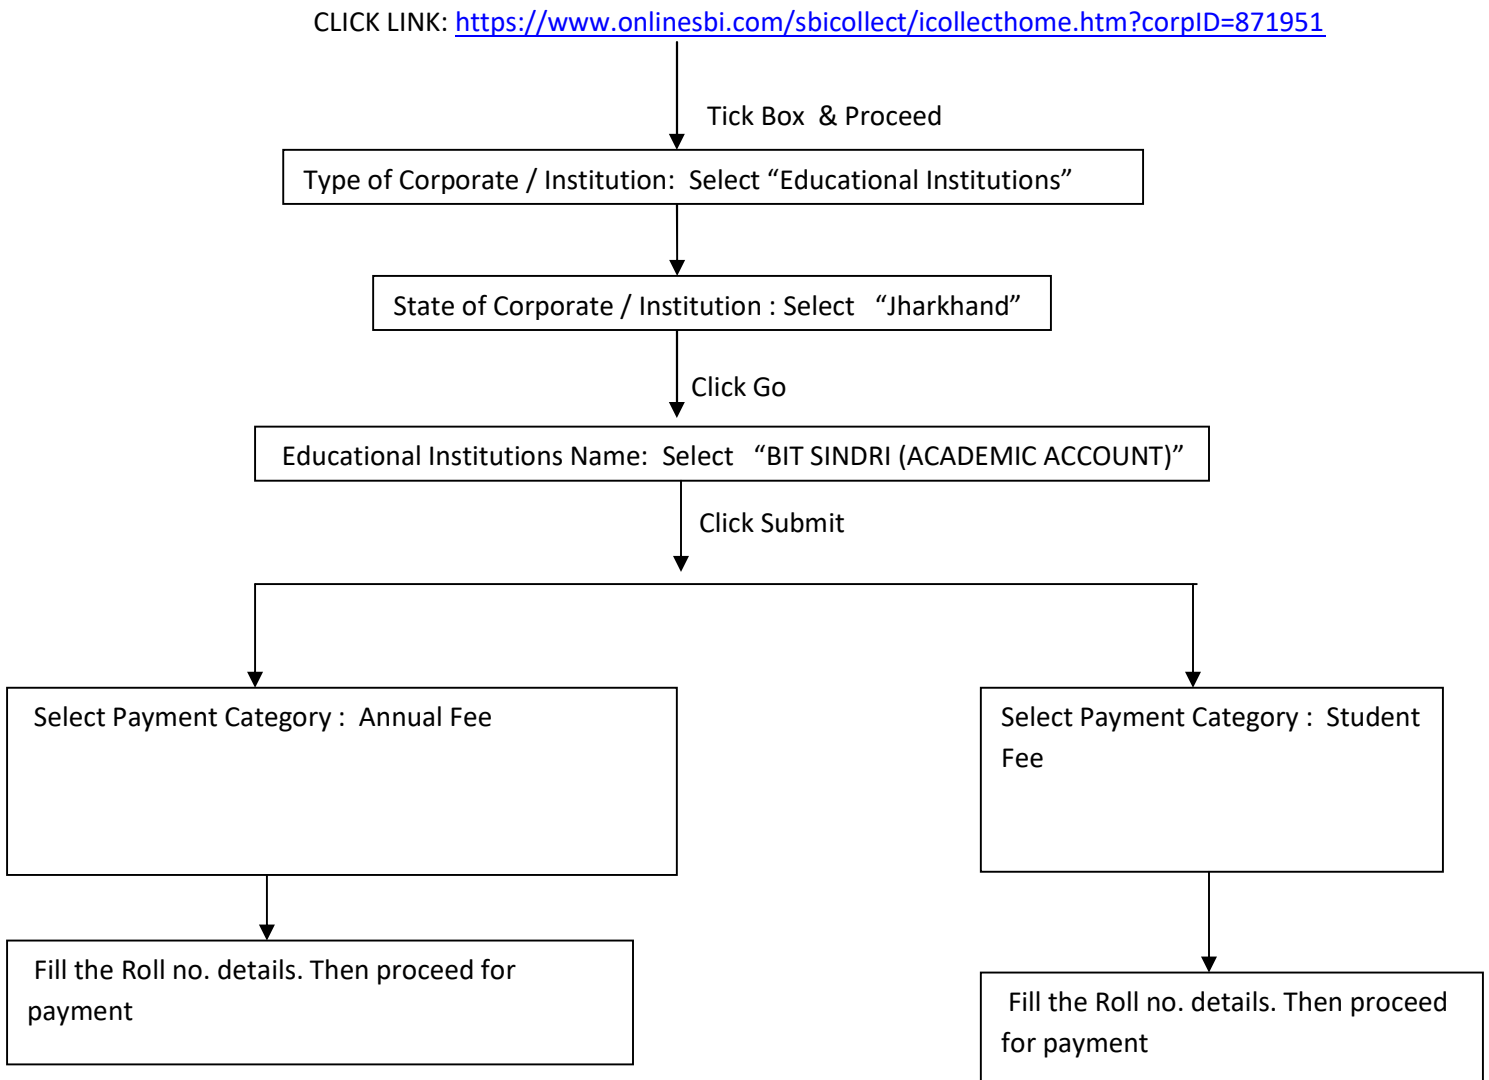 CLICK LINK: https://www.onlinesbi.com/sbicollect/icollecthome.htm?corpID=871951
Tick Box & Proceed
Type of Corporate / Institution: Select “Educational Institutions”
State of Corporate / Institution : Select “Jharkhand”
Click Go
Educational Institutions Name: Select “BIT SINDRI (ACADEMIC ACCOUNT)”
Click Submit
Select Payment Category : Annual Fee
Select Payment Category : Student
Fee
Fill the Roll no. details. Then proceed for
payment
Fill the Roll no. details. Then proceed
for payment